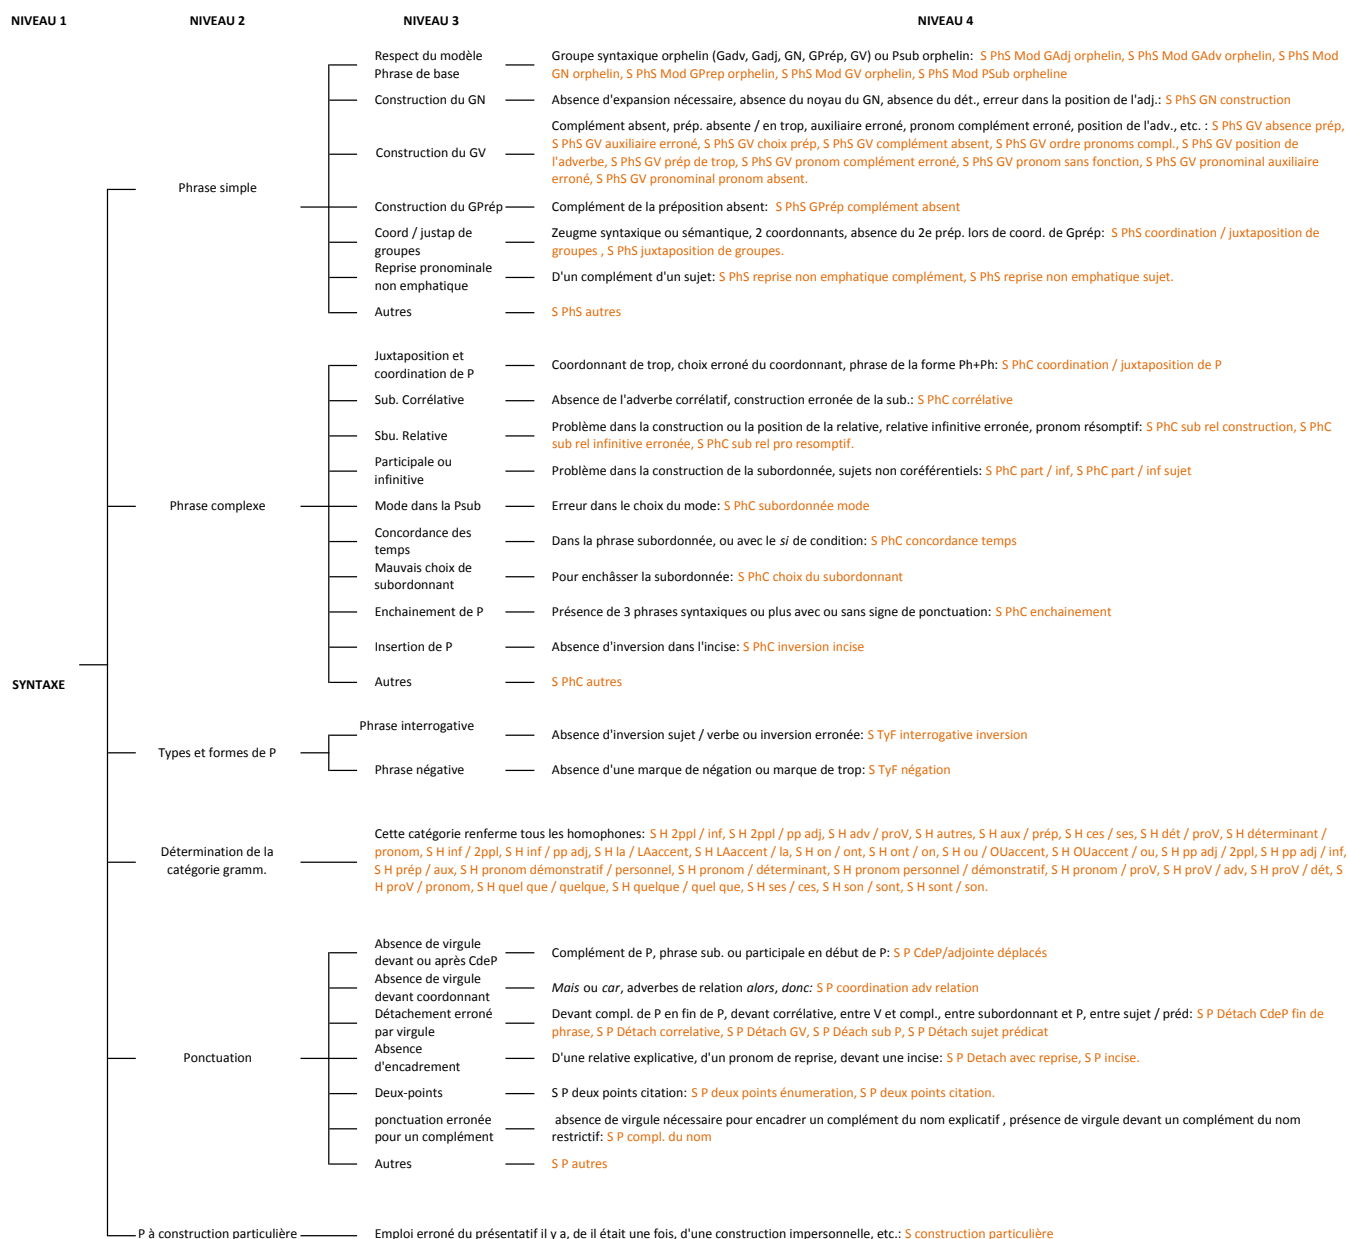 NIVEAU 1 NIVEAU 2 NIVEAU 3 NIVEAU 4
Respect du modèle
Phrase de base
Groupe syntaxique orphelin (Gadv, Gadj, GN, GPrép, GV) ou Psub orphelin: S PhS Mod GAdj orphelin, S PhS Mod GAdv orphelin, S PhS Mod
GN orphelin, S PhS Mod GPrep orphelin, S PhS Mod GV orphelin, S PhS Mod PSub orpheline
Construction du GN
Absence d'expansion nécessaire, absence du noyau du GN, absence du dét., erreur dans la position de l'adj.: S PhS GN construction
Construction du GV
Complément absent, prép. absente / en trop, auxiliaire erroné, pronom complément erroné, position de l'adv., etc. : S PhS GV absence prép,
S PhS GV auxiliaire erroné, S PhS GV choix prép, S PhS GV complément absent, S PhS GV ordre pronoms compl., S PhS GV position de
l'adverbe, S PhS GV prép de trop, S PhS GV pronom complément erroné, S PhS GV pronom sans fonction, S PhS GV pronominal auxiliaire
erroné, S PhS GV pronominal pronom absent.
Phrase simple
Construction du GPrép
Complément de la préposition absent: S PhS GPrép complément absent
Coord / justap de
groupes
Zeugme syntaxique ou sémantique, 2 coordonnants, absence du 2e prép. lors de coord. de Gprép: S PhS coordination / juxtaposition de
groupes , S PhS juxtaposition de groupes.
Reprise pronominale
non emphatique
D'un complément d'un sujet: S PhS reprise non emphatique complément, S PhS reprise non emphatique sujet.
Autres
S PhS autres
Juxtaposition et
coordination de P
Coordonnant de trop, choix erroné du coordonnant, phrase de la forme Ph+Ph: S PhC coordination / juxtaposition de P
Sub. Corrélative
Absence de l'adverbe corrélatif, construction erronée de la sub.: S PhC corrélative
Sbu. Relative
Problème dans la construction ou la position de la relative, relative infinitive erronée, pronom résomptif: S PhC sub rel construction, S PhC
sub rel infinitive erronée, S PhC sub rel pro resomptif.
Participale ou
infinitive
Problème dans la construction de la subordonnée, sujets non coréférentiels: S PhC part / inf, S PhC part / inf sujet
Phrase complexe
Mode dans la Psub
Erreur dans le choix du mode: S PhC subordonnée mode
Concordance des
temps
Dans la phrase subordonnée, ou avec le si de condition: S PhC concordance temps
Mauvais choix de
subordonnant
Pour enchâsser la subordonnée: S PhC choix du subordonnant
Enchainement de P
Présence de 3 phrases syntaxiques ou plus avec ou sans signe de ponctuation: S PhC enchainement
Insertion de P
Absence d'inversion dans l'incise: S PhC inversion incise
Autres
S PhC autres
SYNTAXE
Phrase interrogative
Absence d'inversion sujet / verbe ou inversion erronée: S TyF interrogative inversion
Types et formes de P
Phrase négative
Absence d'une marque de négation ou marque de trop: S TyF négation
Détermination de la
catégorie gramm.
Cette catégorie renferme tous les homophones: S H 2ppl / inf, S H 2ppl / pp adj, S H adv / proV, S H autres, S H aux / prép, S H ces / ses, S H dét / proV, S H déterminant /
pronom, S H inf / 2ppl, S H inf / pp adj, S H la / LAaccent, S H LAaccent / la, S H on / ont, S H ont / on, S H ou / OUaccent, S H OUaccent / ou, S H pp adj / 2ppl, S H pp adj / inf,
S H prép / aux, S H pronom démonstratif / personnel, S H pronom / déterminant, S H pronom personnel / démonstratif, S H pronom / proV, S H proV / adv, S H proV / dét, S
H proV / pronom, S H quel que / quelque, S H quelque / quel que, S H ses / ces, S H son / sont, S H sont / son.
Absence de virgule
devant ou après CdeP
Complément de P, phrase sub. ou participale en début de P: S P CdeP/adjointe déplacés
Absence de virgule
devant coordonnant
Mais ou car, adverbes de relation alors, donc: S P coordination adv relation
Détachement erroné
par virgule
Devant compl. de P en fin de P, devant corrélative, entre V et compl., entre subordonnant et P, entre sujet / préd: S P Détach CdeP fin de
phrase, S P Détach correlative, S P Détach GV, S P Déach sub P, S P Détach sujet prédicat
Ponctuation
Absence
d'encadrement
D'une relative explicative, d'un pronom de reprise, devant une incise: S P Detach avec reprise, S P incise.
Deux-points
S P deux points citation: S P deux points énumeration, S P deux points citation.
ponctuation erronée
pour un complément
absence de virgule nécessaire pour encadrer un complément du nom explicatif , présence de virgule devant un complément du nom
restrictif: S P compl. du nom
Autres
S P autres
P à construction particulière
Emploi erroné du présentatif il y a, de il était une fois, d'une construction impersonnelle, etc.: S construction particulière